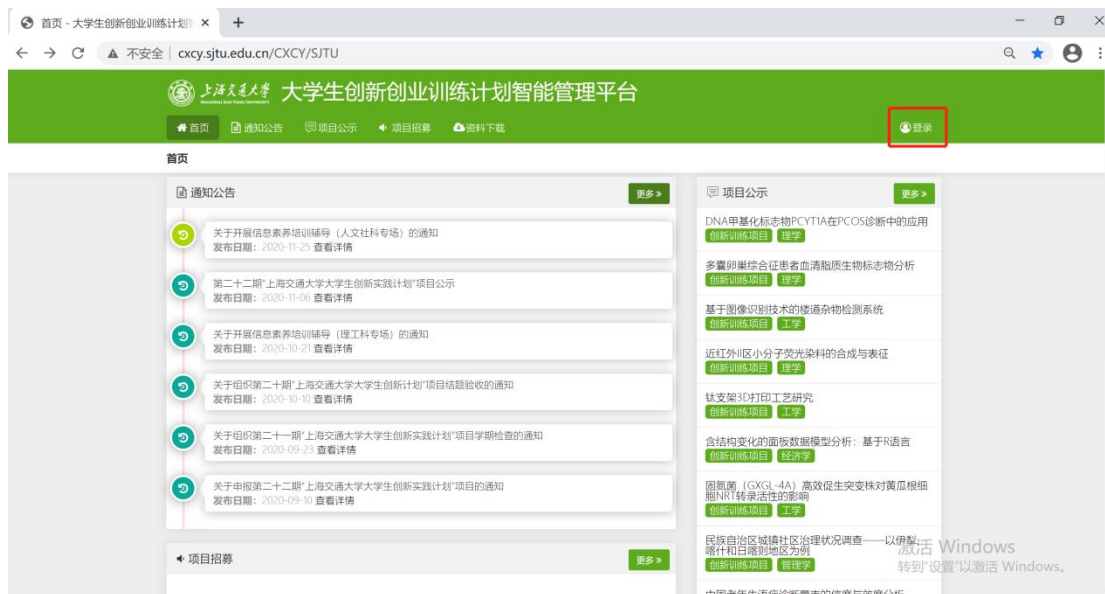 首页 - 大学生创新创业训练计划
不安全 | cxcy.sjtu.edu.cn/CXCY/SJTU
上海交通大学 大学生创新创业训练计划智能管理平台
SHANGHAI JIAO TONG UNIVERSITY
首页 通知公告 项目公示 项目招募 资料下载 登录
首页
通知公告 更多 »
关于开展信息素养培训辅导（人文社科专场）的通知
发布日期：2020-11-25 查看详情
第二十二期“上海交通大学大学生创新实践计划”项目公示
发布日期：2020-11-06 查看详情
关于开展信息素养培训辅导（理工科专场）的通知
发布日期：2020-10-21 查看详情
关于组织第二十期“上海交通大学大学生创新计划”项目结题验收的通知
发布日期：2020-10-10 查看详情
关于组织第二十一期“上海交通大学大学生创新实践计划”项目学期检查的通知
发布日期：2020-09-23 查看详情
关于申报第二十二期“上海交通大学大学生创新实践计划”项目的通知
发布日期：2020-09-10 查看详情
项目招募 更多 »
项目公示 更多 »
DNA甲基化标志物PCYT1A在PCOS诊断中的应用
创新训练项目 理学
多囊卵巢综合征患者血清脂质生物标志物分析
创新训练项目 理学
基于图像识别技术的楼道杂物检测系统
创新训练项目 工学
近红外II区小分子荧光染料的合成与表征
创新训练项目 理学
钛支架3D打印工艺研究
创新训练项目 工学
含结构变化的面板数据模型分析：基于R语言
创新训练项目 经济学
固氮菌（GXGL-4A）高效促生突变株对黄瓜根细
胞NRT转录活性的影响
创新训练项目 工学
民族自治区城镇社区治理状况调查——以伊犁、
喀什和日喀则地区为例
创新训练项目 管理学
激活 Windows
转到“设置”以激活 Windows。